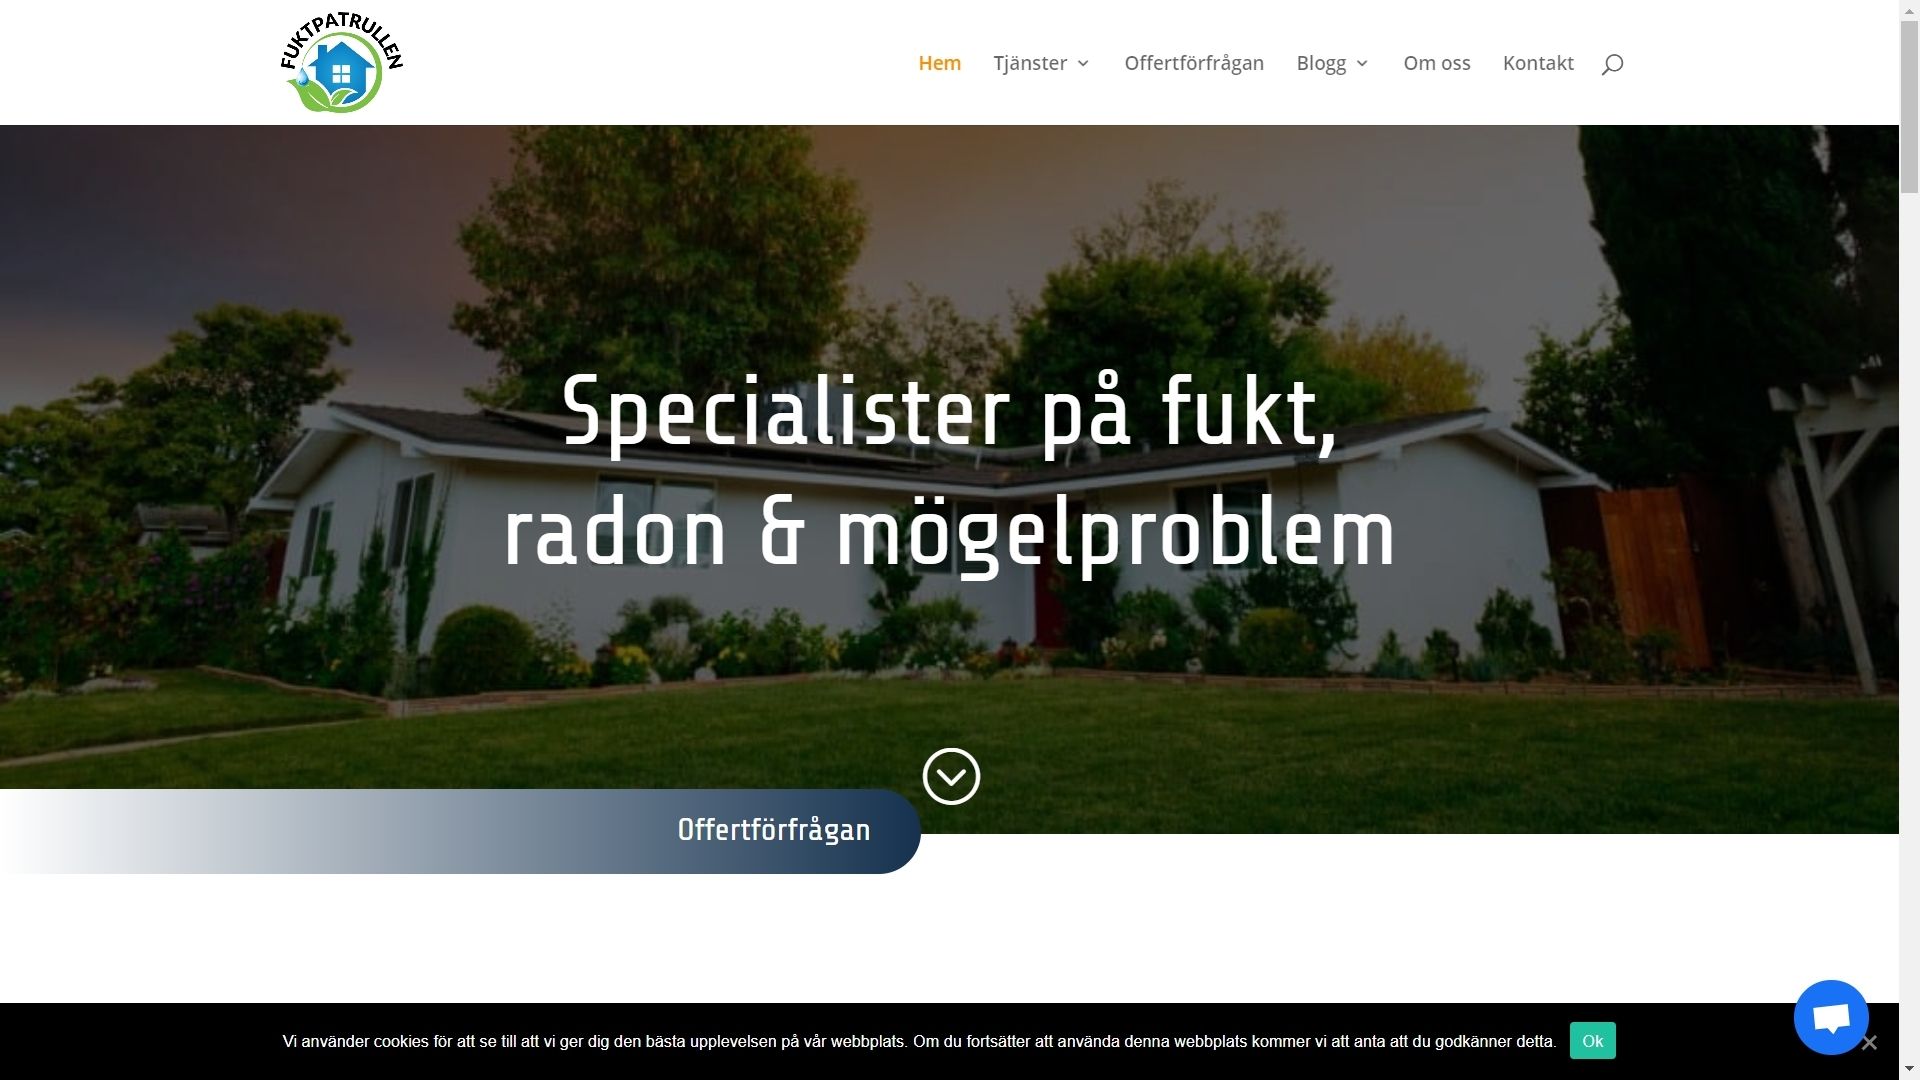 FUKTPATRULLEN
Hem Tjänster Offertförfrågan Blogg Om oss Kontakt
Specialister på fukt,
radon & mögelproblem
Offertförfrågan
Vi använder cookies för att se till att vi ger dig den bästa upplevelsen på vår webbplats. Om du fortsätter att använda denna webbplats kommer vi att anta att du godkänner detta. Ok